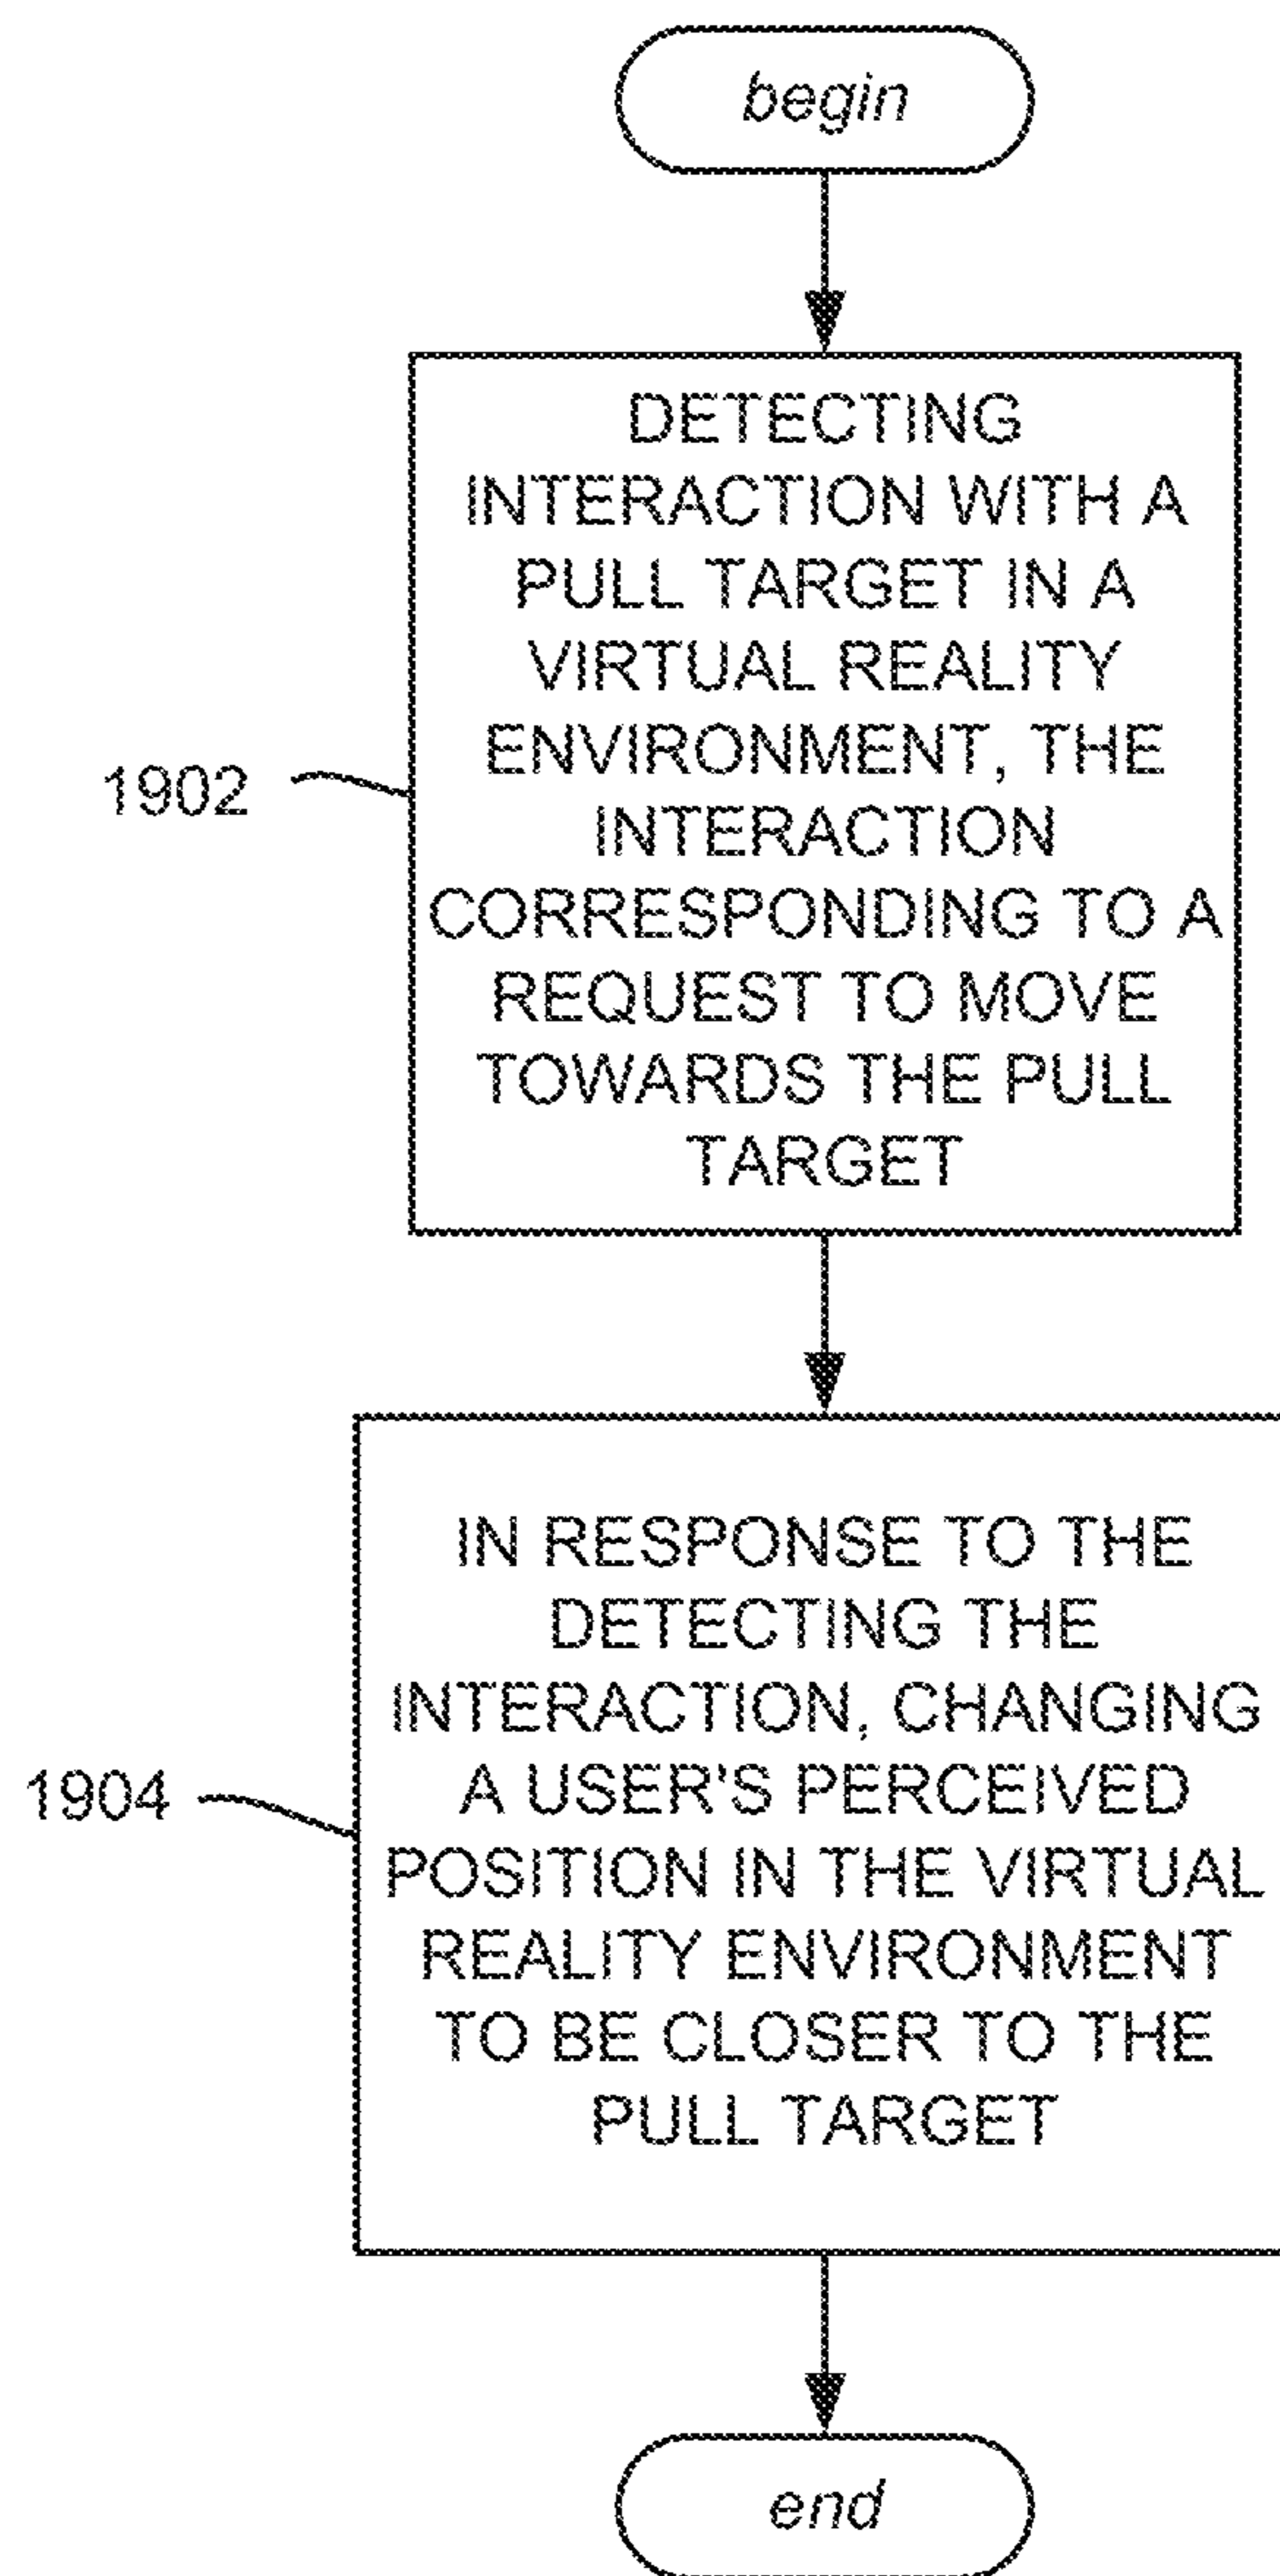 begin
DETECTING
INTERACTION WITH A
PULL TARGET IN A
VIRTUAL REALITY
ENVIRONMENT, THE
INTERACTION
CORRESPONDING TO A
REQUEST TO MOVE
TOWARDS THE PULL
TARGET
1902
IN RESPONSE TO THE
DETECTING THE
INTERACTION, CHANGING
A USER'S PERCEIVED
POSITION IN THE VIRTUAL
REALITY ENVIRONMENT
TO BE CLOSER TO THE
PULL TARGET
1904
end